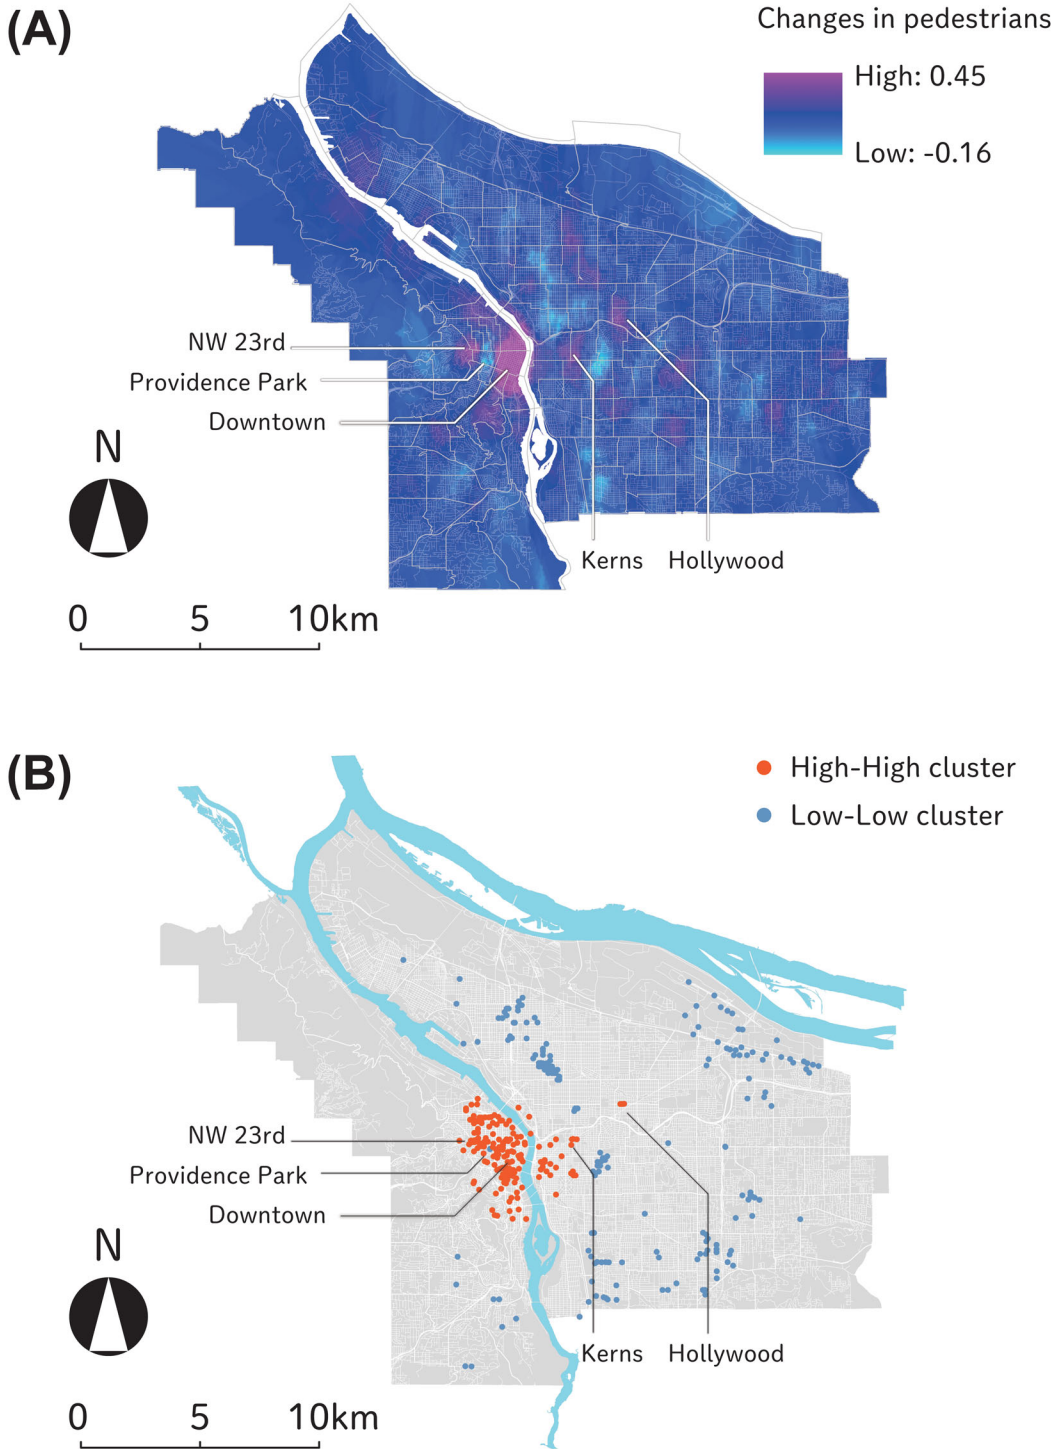 (A)
Changes in pedestrians
High: 0.45
Low: -0.16
NW 23rd
Providence Park
Downtown
N
Kerns
Hollywood
0 5 10km
(B)
High-High cluster
Low-Low cluster
NW 23rd
Providence Park
Downtown
N
Kerns
Hollywood
0 5 10km